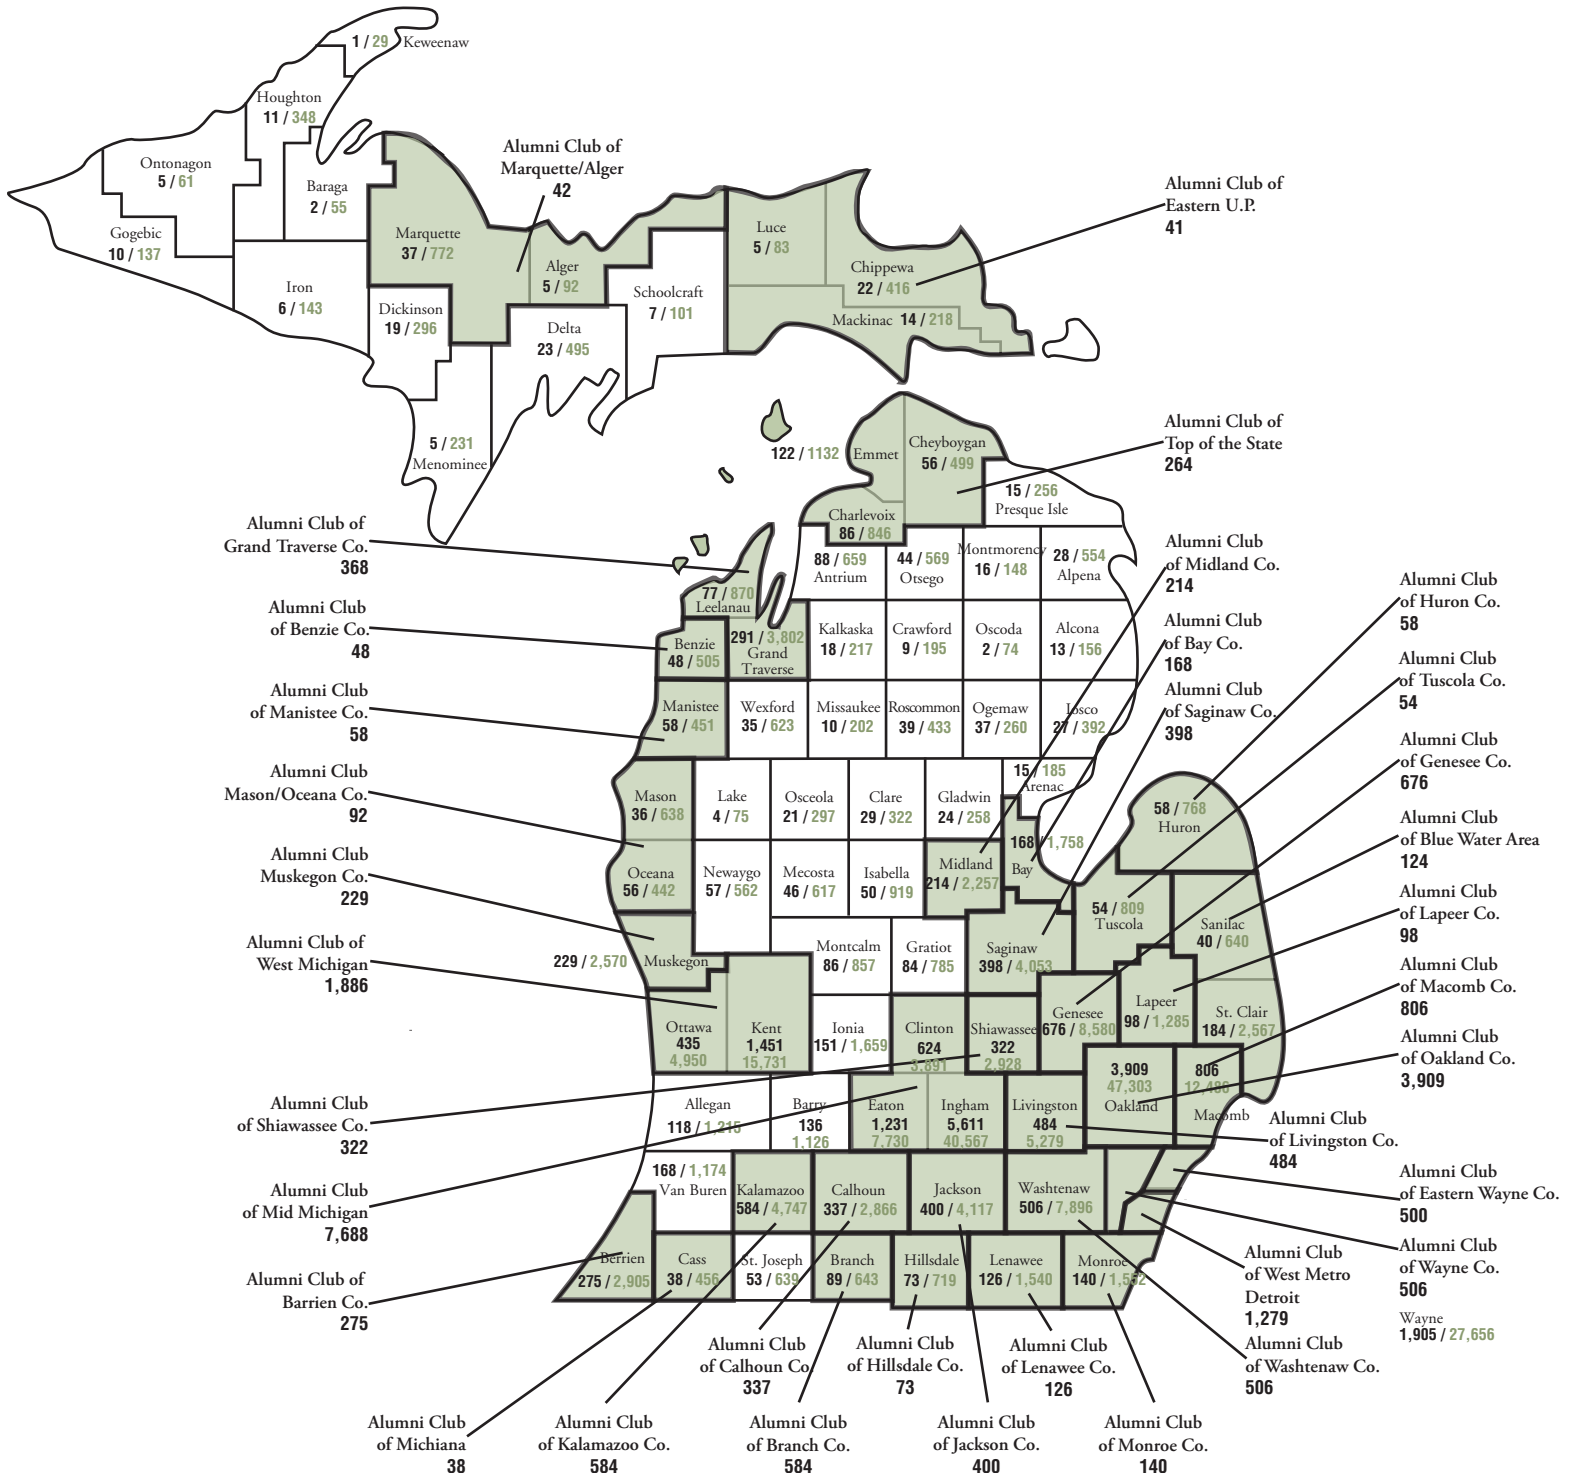 1 / 29 Keweenaw
Houghton
11 / 348
Ontonagon
5 / 61
Baraga
2 / 55
Gogebic
10 / 137
Iron
6 / 143
Marquette
37 / 772
Dickinson
19 / 296
Alumni Club of
Marquette/Alger
42
Alger
5 / 92
Delta
23 / 495
Schoolcraft
7 / 101
5 / 231
Menominee
Luce
5 / 83
Chippewa
22 / 416
Mackinac 14 / 218
Alumni Club of
Eastern U.P.
41
122 / 1132
Emmet
Cheyboygan
56 / 499
Charlevoix
86 / 846
Alumni Club of
Top of the State
264
15 / 256
Presque Isle
Alumni Club of
Grand Traverse Co.
368
77 / 870
Leelanau
88 / 659
Antrium
44 / 569
Otsego
Montmorency
16 / 148
28 / 554
Alpena
Alumni Club
of Midland Co.
214
Alumni Club
of Huron Co.
58
Alumni Club
of Benzie Co.
48
Benzie
48 / 505
291 / 3,802
Grand
Traverse
Kalkaska
18 / 217
Crawford
9 / 195
Oscoda
2 / 74
Alcona
13 / 156
Alumni Club
of Bay Co.
168
Alumni Club
of Tuscola Co.
54
Alumni Club
of Manistee Co.
58
Manistee
58 / 451
Wexford
35 / 623
Missaukee
10 / 202
Roscommon
39 / 433
Ogemaw
37 / 260
Iosco
27 / 392
Alumni Club
of Saginaw Co.
398
Alumni Club
of Genesee Co.
676
Alumni Club
Mason/Oceana Co.
92
Mason
36 / 638
Lake
4 / 75
Osceola
21 / 297
Clare
29 / 322
Gladwin
24 / 258
15 / 185
Arenac
58 / 768
Huron
Alumni Club
of Blue Water Area
124
Alumni Club
Muskegon Co.
229
Oceana
56 / 442
Newaygo
57 / 562
Mecosta
46 / 617
Isabella
50 / 919
Midland
214 / 2,257
168 / 1,758
Bay
54 / 809
Tuscola
Sanilac
40 / 640
Alumni Club
of Lapeer Co.
98
Alumni Club of
West Michigan
1,886
229 / 2,570
Muskegon
Montcalm
86 / 857
Gratiot
84 / 785
Saginaw
398 / 4,053
Alumni Club
of Macomb Co.
806
Ottawa
435
4,950
Kent
1,451
15,731
Ionia
151 / 1,659
Clinton
624
3,891
Shiawassee
322
2,928
Genesee
676 / 8,580
Lapeer
98 / 1,285
St. Clair
184 / 2,567
Alumni Club
of Oakland Co.
3,909
Alumni Club
of Shiawassee Co.
322
Allegan
118 / 1,215
Barry
136
1,126
Eaton
1,231
7,730
Ingham
5,611
40,567
Livingston
484
5,279
3,909
47,303
Oakland
806
12,486
Macomb
Alumni Club
of Livingston Co.
484
Alumni Club
of Mid Michigan
7,688
168 / 1,174
Van Buren
Kalamazoo
584 / 4,747
Calhoun
337 / 2,866
Jackson
400 / 4,117
Washtenaw
506 / 7,896
Alumni Club
of Eastern Wayne Co.
500
Alumni Club of
Barrien Co.
275
Berrien
275 / 2,905
Cass
38 / 456
St. Joseph
53 / 639
Branch
89 / 643
Hillsdale
73 / 719
Lenawee
126 / 1,540
Monroe
140 / 1,552
Alumni Club
of West Metro
Detroit
1,279
Alumni Club
of Wayne Co.
506
Wayne
1,905 / 27,656
Alumni Club
of Washtenaw Co.
506
Alumni Club
of Calhoun Co.
337
Alumni Club
of Hillsdale Co.
73
Alumni Club
of Lenawee Co.
126
Alumni Club
of Michiana
38
Alumni Club
of Kalamazoo Co.
584
Alumni Club
of Branch Co.
584
Alumni Club
of Jackson Co.
400
Alumni Club
of Monroe Co.
140